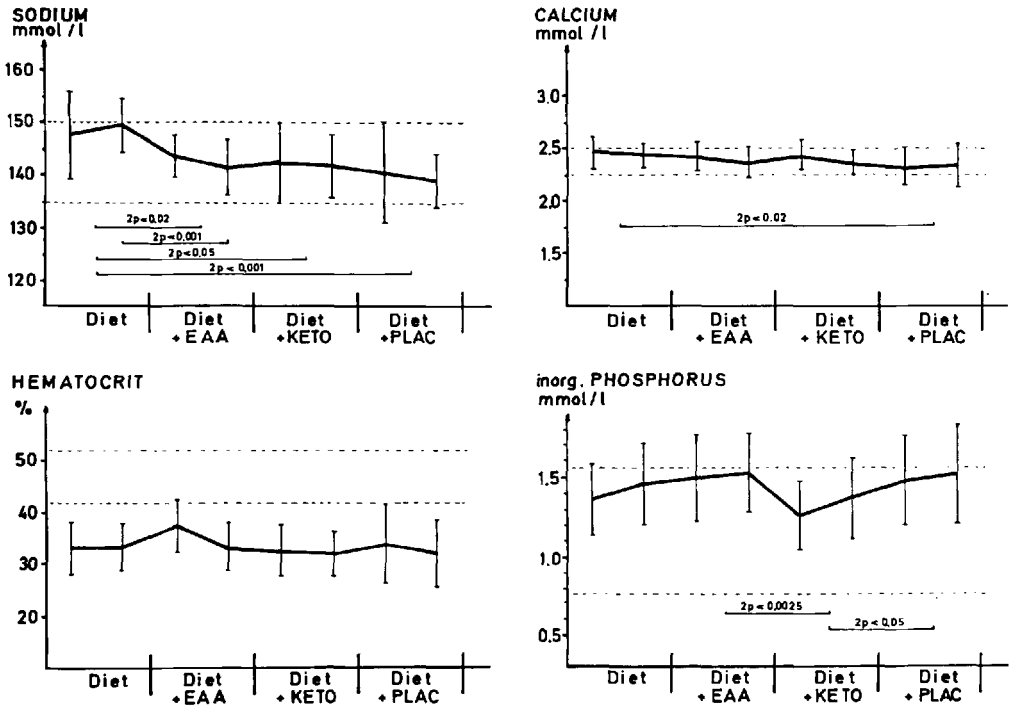 SODIUM
mmol/l
160
150
140
130
120
2p<0.02
2p<0,001
2p<0,05
2p < 0,001
Diet
Diet
+EAA
Diet
+KETO
Diet
+PLAC
CALCIUM
mmol/l
3.0
2.5
2.0
1.5
2p<0.02
Diet
Diet
+EAA
Diet
+KETO
Diet
+PLAC
HEMATOCRIT
%
50
40
30
20
Diet
Diet
+EAA
Diet
+KETO
Diet
+PLAC
inorg. PHOSPHORUS
mmol/l
1.5
1.0
0.5
2p<0,0025
2p<0,05
Diet
Diet
+EAA
Diet
+KETO
Diet
+PLAC